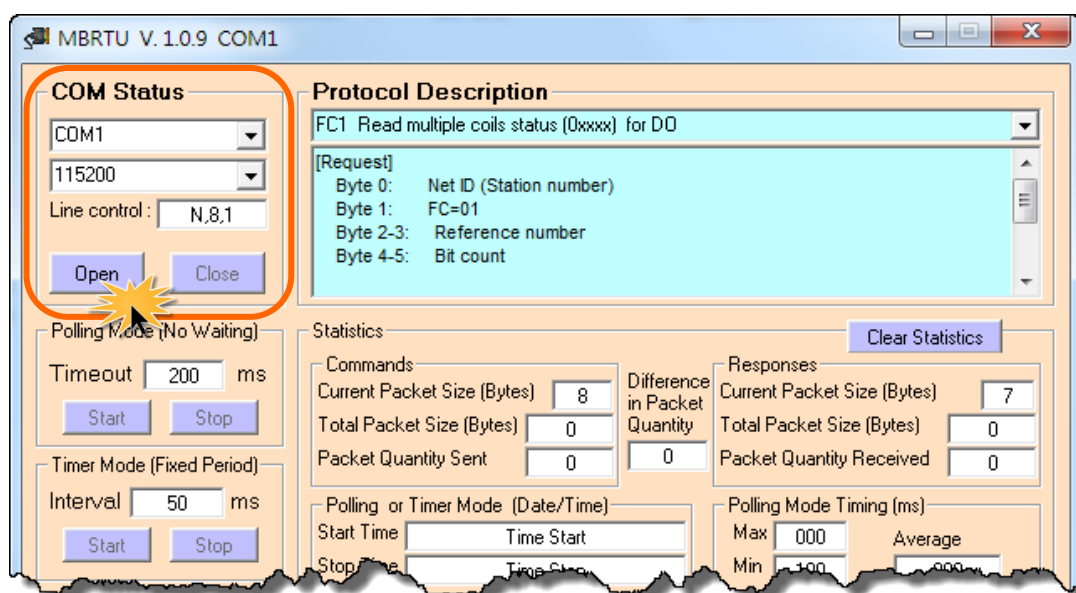 MBRTU V. 1.0.9 COM1
COM Status
COM1
115200
Line control : N,8,1
Open Close
Protocol Description
FC1 Read multiple coils status (0xxxx) for DO
[Request]
Byte 0: Net ID (Station number)
Byte 1: FC=01
Byte 2-3: Reference number
Byte 4-5: Bit count
Polling Mode (No Waiting)
Timeout 200 ms
Start Stop
Timer Mode (Fixed Period)
Interval 50 ms
Start Stop
Statistics
Clear Statistics
Commands
Current Packet Size (Bytes) 8
Total Packet Size (Bytes) 0
Packet Quantity Sent 0
Difference
in Packet
Quantity
0
Responses
Current Packet Size (Bytes) 7
Total Packet Size (Bytes) 0
Packet Quantity Received 0
Polling or Timer Mode (Date/Time)
Start Time Time Start
Stop Time Time Stop
Polling Mode Timing (ms)
Max 000
Average
Min 100
000